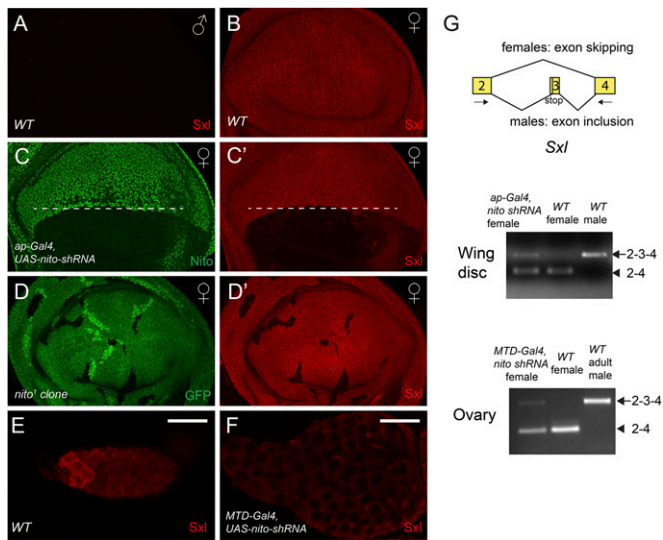 A ♂
WT
Sxl
B ♀
WT
Sxl
C ♀
ap-Gal4,
UAS-nito-shRNA
Nito
C' ♀
Sxl
D ♀
nito¹ clone
GFP
D' ♀
Sxl
E
WT
Sxl
F
MTD-Gal4,
UAS-nito-shRNA
Sxl
G
females: exon skipping
2 3 4
stop
males: exon inclusion
Sxl
ap-Gal4,
nito shRNA
female
WT
female
WT
male
Wing
disc
2-3-4
2-4
MTD-Gal4,
nito shRNA
female
WT
female
WT
adult
male
Ovary
2-3-4
2-4